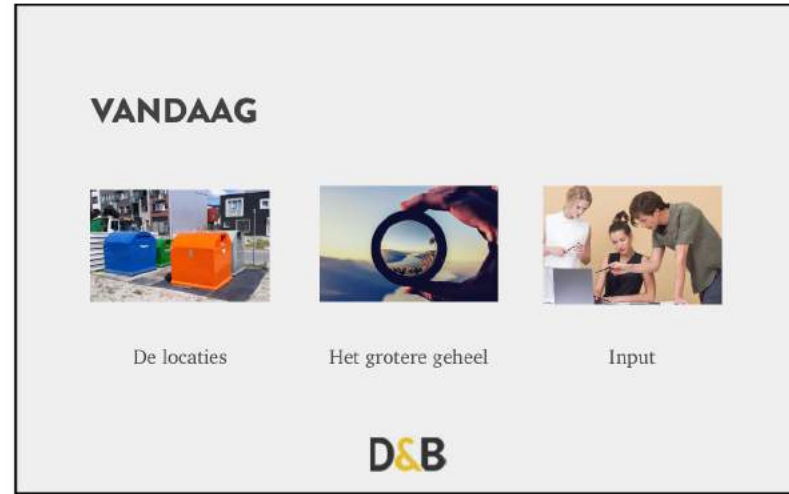 VANDAAG
De locaties
Het grotere geheel
Input
D&B